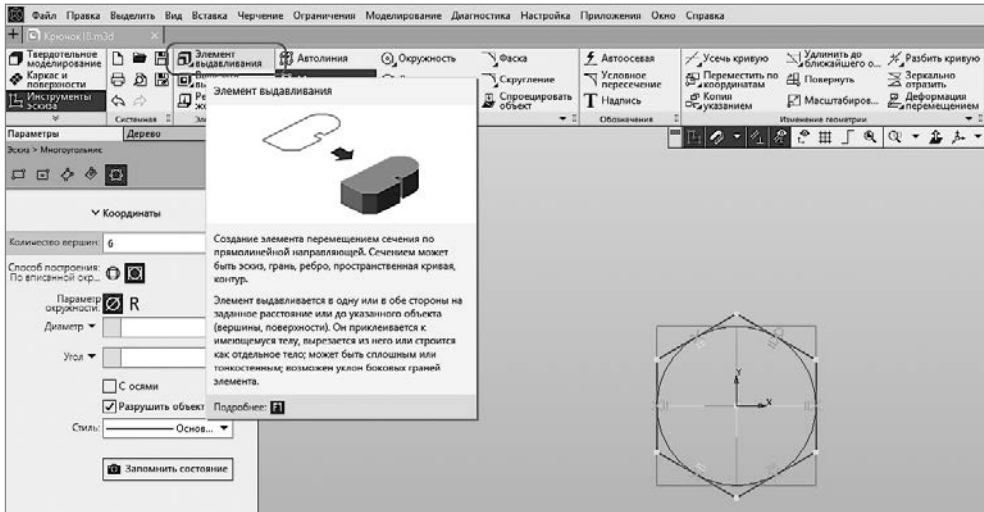 Файл Правка Выделить Вид Вставка Черчение Ограничения Моделирование Диагностика Настройка Приложения Окно Справка
Крючок18.m3d
Твердотельное моделирование
Каркас и поверхности
Инструменты эскиза
Системная
Элемент выдавливания
Автолиния
Окружность
Фаска
Скругление
Спроецировать объект
Автоосевая
Условное пересечение
Надпись
Обозначения
Усечь кривую
Переместить по координатам
Копия указанием
Удлинить до ближайшего о...
Повернуть
Масштабиров...
Разбить кривую
Зеркально отразить
Деформация перемещением
Изменение геометрии
Параметры
Дерево
Эскиз > Многоугольник
Координаты
Количество вершин: 6
Способ построения:
По вписанной окр...
Параметр окружности:
R
Диаметр
Угол
С осями
Разрушить объект
Стиль:
Основ...
Запомнить состояние
Элемент выдавливания
Создание элемента перемещением сечения по
прямолинейной направляющей. Сечением может
быть эскиз, грань, ребро, пространственная кривая,
контур.
Элемент выдавливается в одну или в обе стороны на
заданное расстояние или до указанного объекта
(вершины, поверхности). Он приклеивается к
имеющемуся телу, вырезается из него или строится
как отдельное тело; может быть сплошным или
тонкостенным; возможен уклон боковых граней
элемента.
Подробнее: F1
Y
X